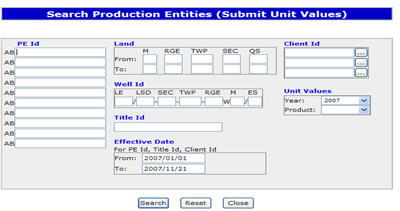 Search Production Entities (Submit Unit Values)
PE Id
AB
AB
AB
AB
AB
AB
AB
AB
AB
AB
Land
M RGE TWP SEC QS
From:
To:
Well Id
LE LSD SEC TWP RGE M ES
/ - - - W /
Title Id
Effective Date
For PE Id, Title Id, Client Id
From: 2007/01/01
To: 2007/11/21
Client Id
...
...
...
Unit Values
Year: 2007
Product:
Search Reset Close